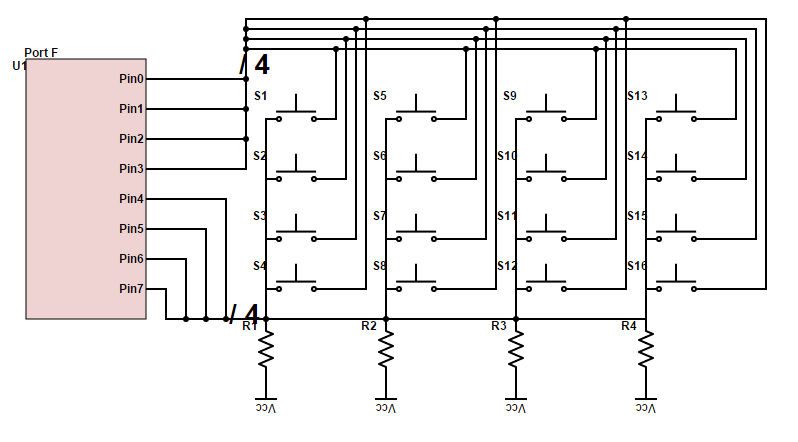 Port F
U1
/ 4
Pin0
Pin1
Pin2
Pin3
Pin4
Pin5
Pin6
Pin7
S1 S5 S9 S13
S2 S6 S10 S14
S3 S7 S11 S15
S4 S8 S12 S16
/ 4
R1 R2 R3 R4
Vcc Vcc Vcc Vcc